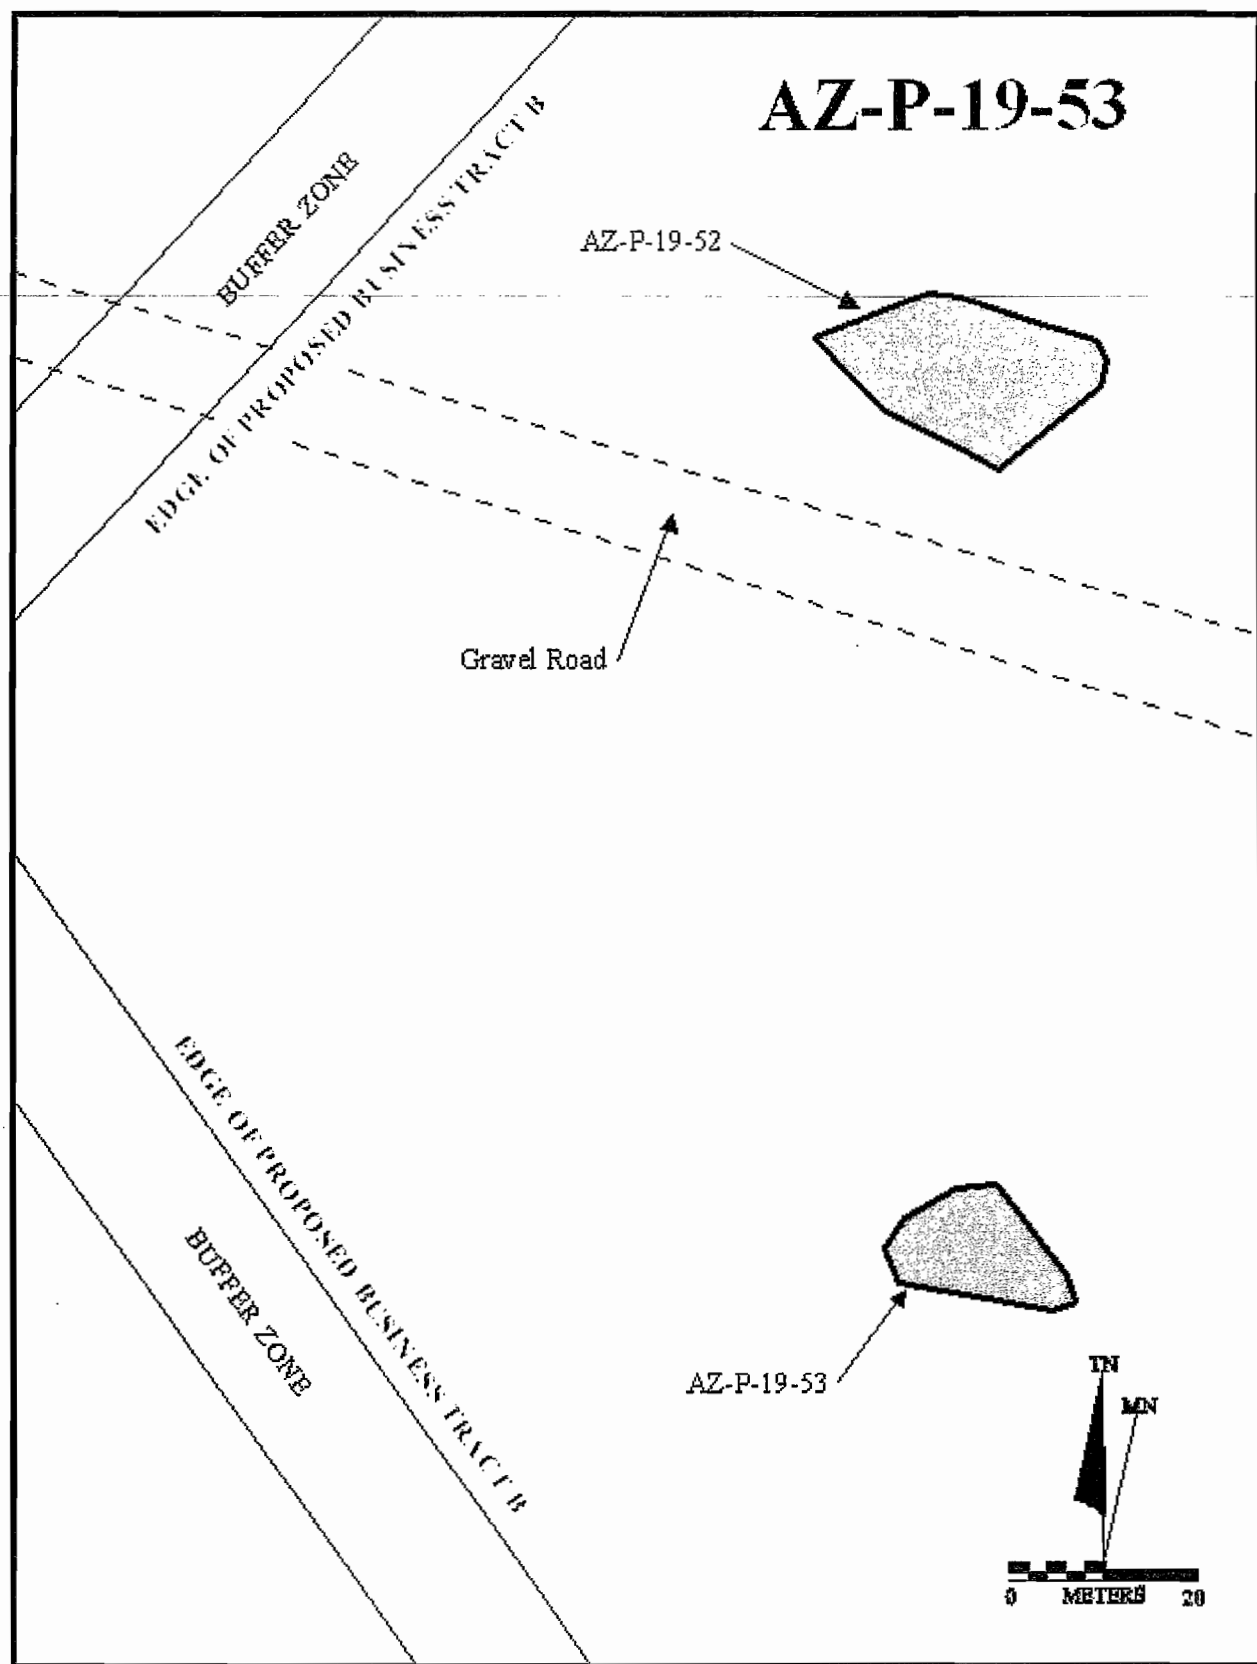 AZ-P-19-53
BUFFER ZONE
EDGE OF PROPOSED BUSINESS TRACT B
AZ-P-19-52
Gravel Road
EDGE OF PROPOSED BUSINESS TRACT B
BUFFER ZONE
AZ-P-19-53
TN
MN
0 METERS 20